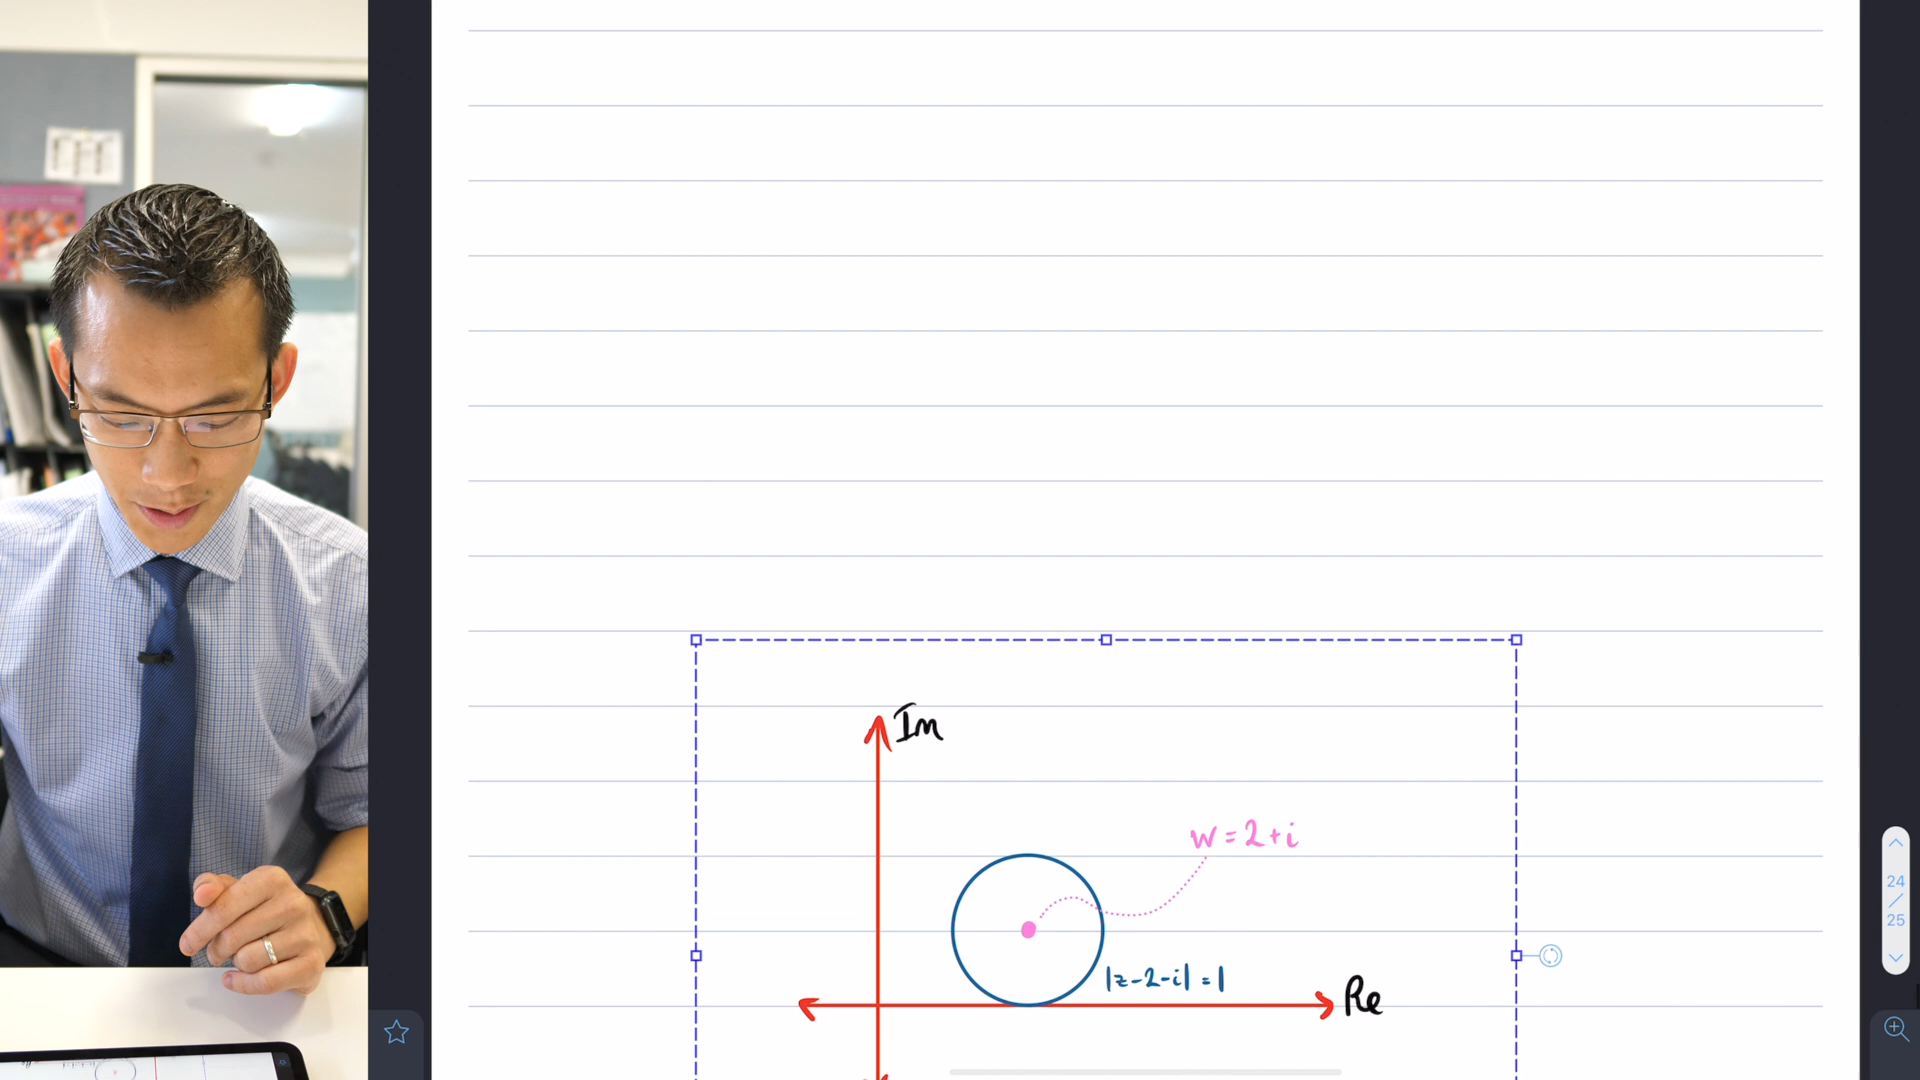 Im
w = 2 + i
|z - 2 - i| = 1
Re
24
/
25